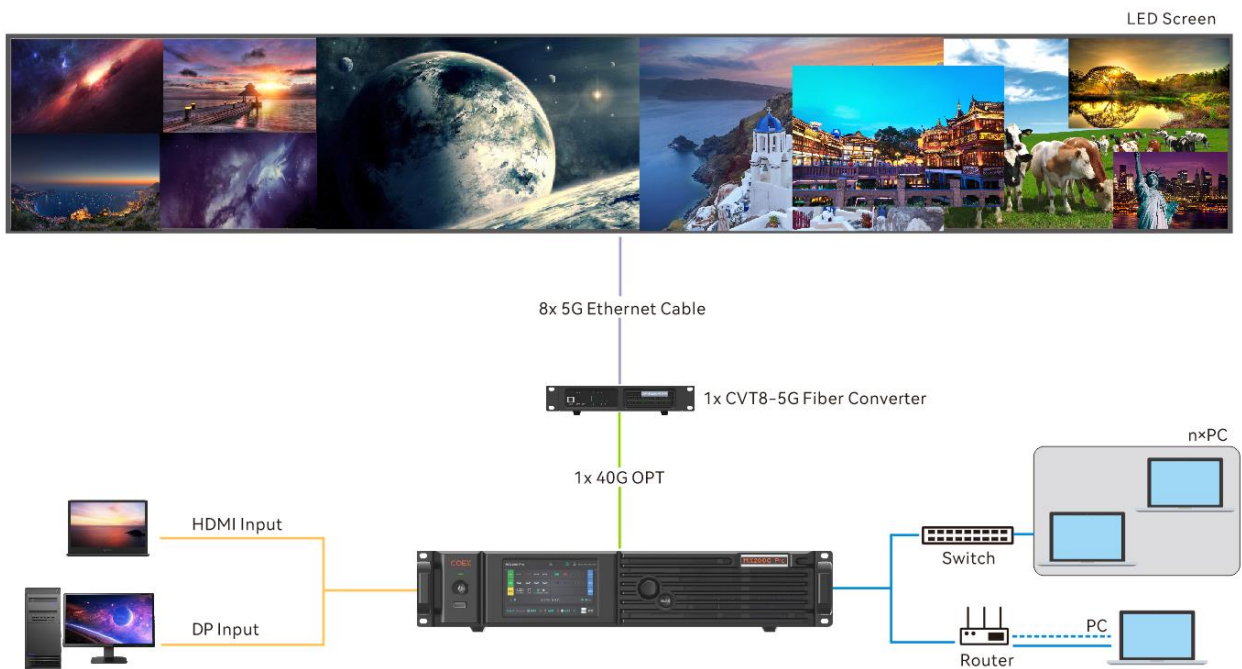 LED Screen
8x 5G Ethernet Cable
1x CVT8-5G Fiber Converter
n×PC
1x 40G OPT
HDMI Input
Switch
COEX
DP Input
PC
Router